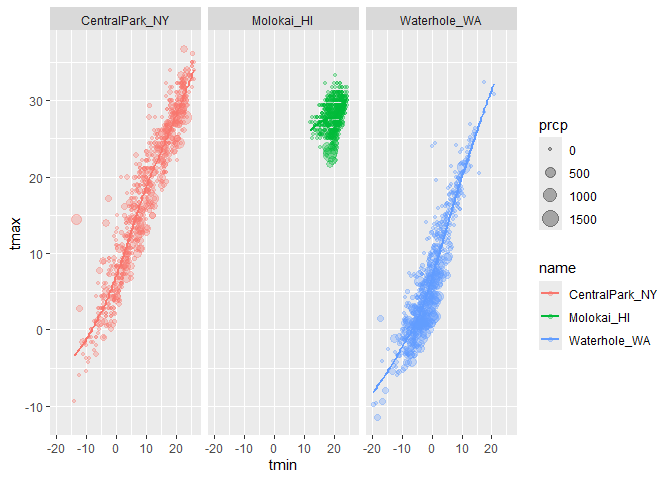 CentralPark_NY Molokai_HI Waterhole_WA
30
20
10
0
-10
tmax
-20 -10 0 10 20 -20 -10 0 10 20 -20 -10 0 10 20
tmin
prcp
0
500
1000
1500
name
CentralPark_NY
Molokai_HI
Waterhole_WA